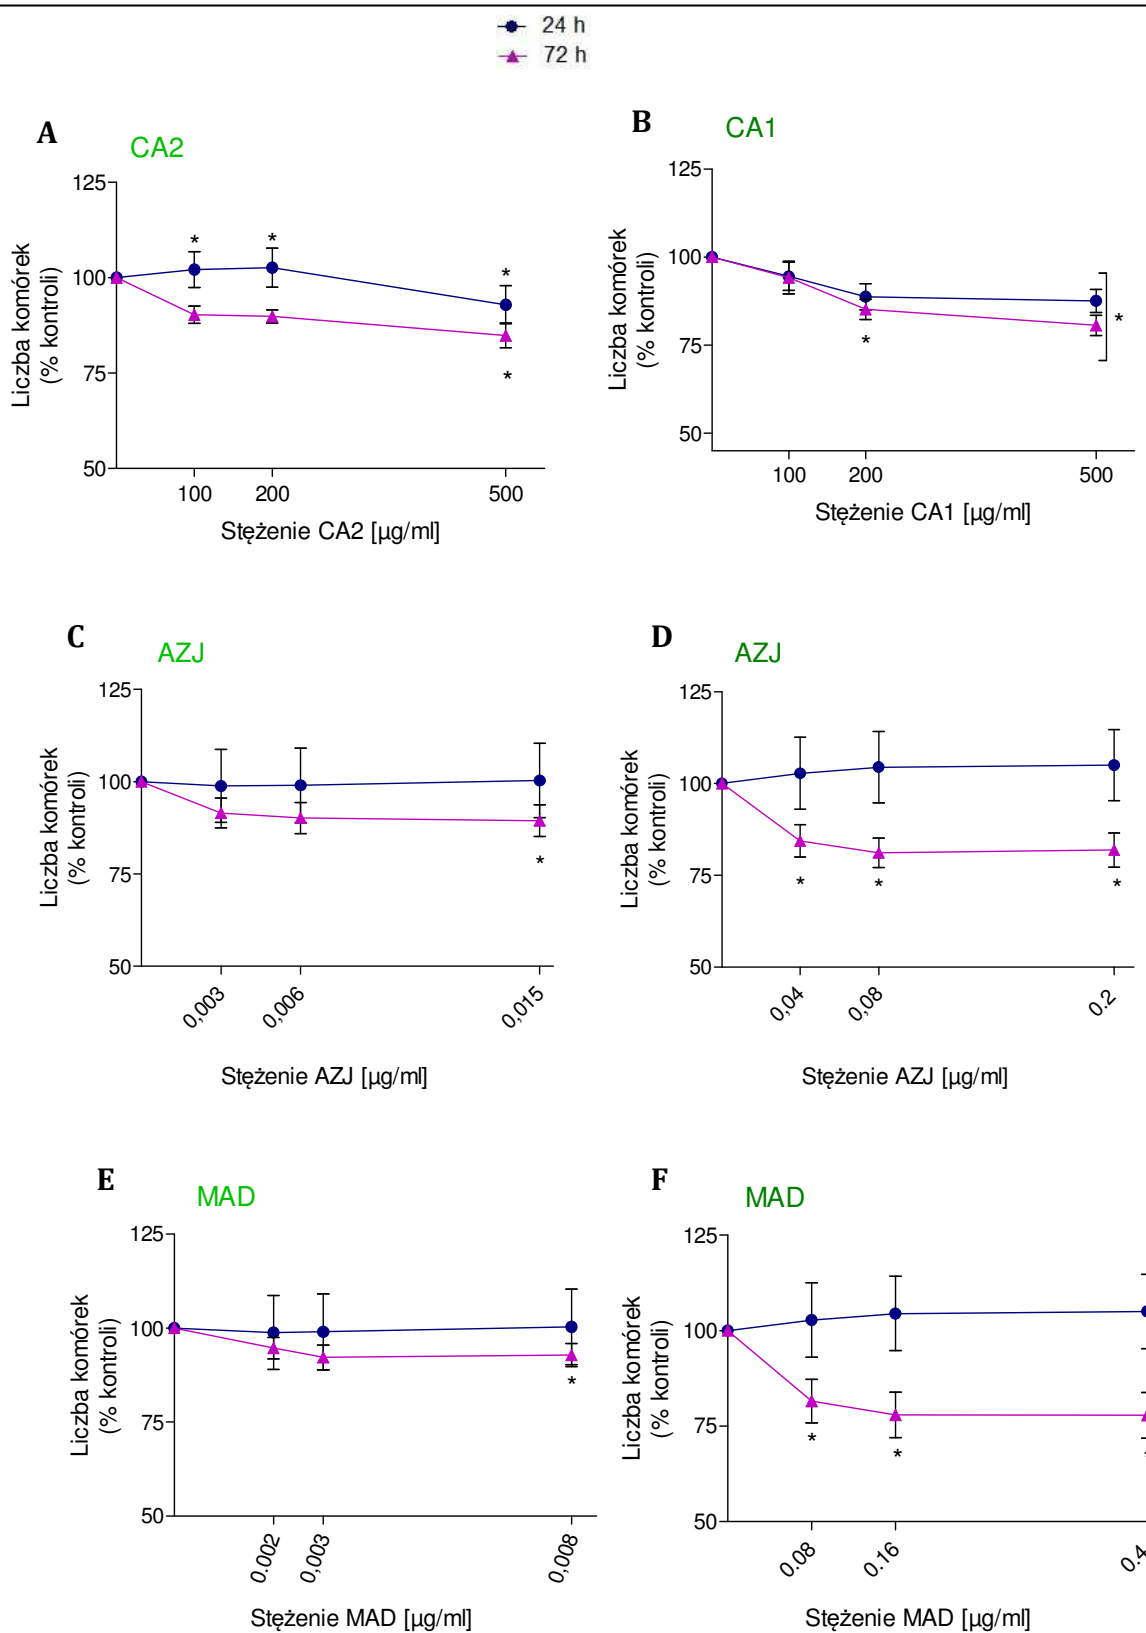 24 h
72 h
A
CA2
125
100
75
50
Liczba komórek
(% kontroli)
*
*
*
*
100
200
500
Stężenie CA2 [µg/ml]
B
CA1
125
100
75
50
Liczba komórek
(% kontroli)
*
*
100
200
500
Stężenie CA1 [µg/ml]
C
AZJ
125
100
75
50
Liczba komórek
(% kontroli)
*
0,003
0,006
0,015
Stężenie AZJ [µg/ml]
D
AZJ
125
100
75
50
Liczba komórek
(% kontroli)
*
*
*
0,04
0,08
0.2
Stężenie AZJ [µg/ml]
E
MAD
125
100
75
50
Liczba komórek
(% kontroli)
*
0.002
0,003
0,008
Stężenie MAD [µg/ml]
F
MAD
125
100
75
50
Liczba komórek
(% kontroli)
*
*
0.08
0.16
0.4
Stężenie MAD [µg/ml]